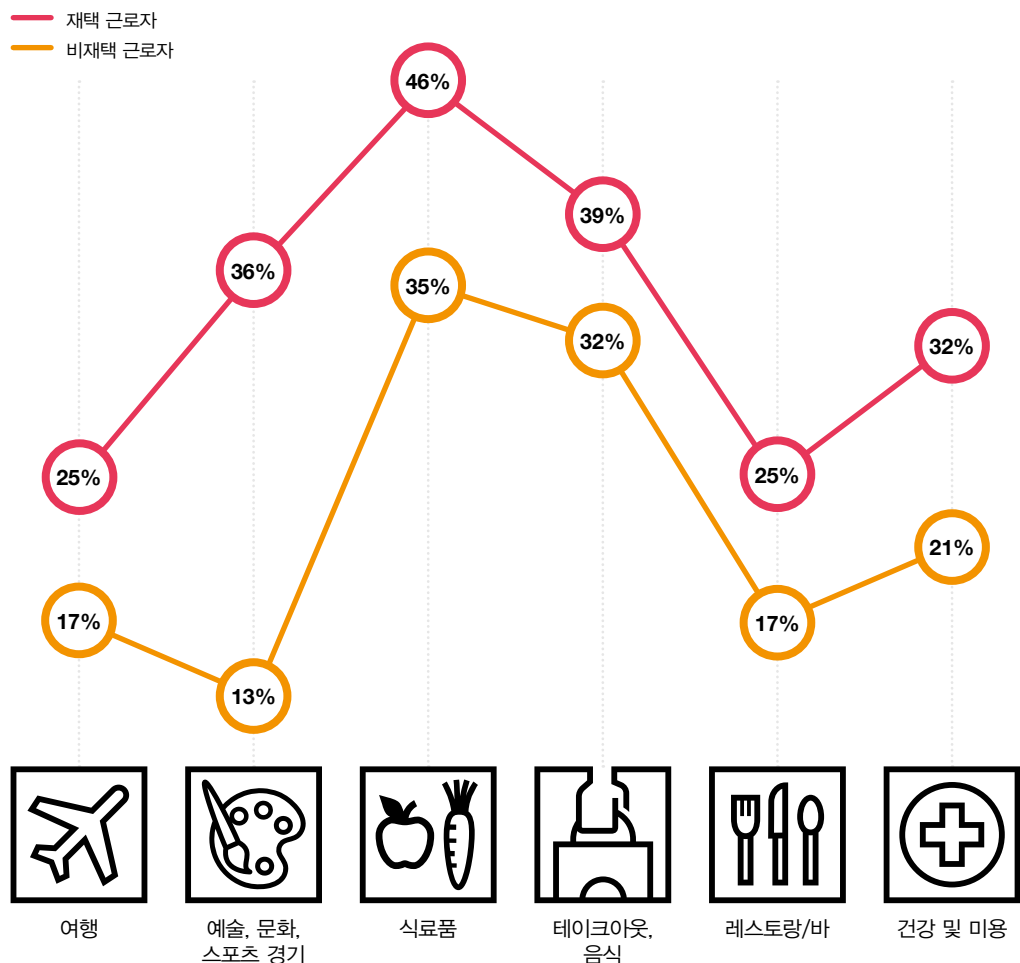 재택 근로자
비재택 근로자
46%
39%
36%
35%
32%
32%
25%
25%
21%
17%
17%
13%
여행
예술, 문화,
스포츠 경기
식료품
테이크아웃,
음식
레스토랑/바
건강 및 미용